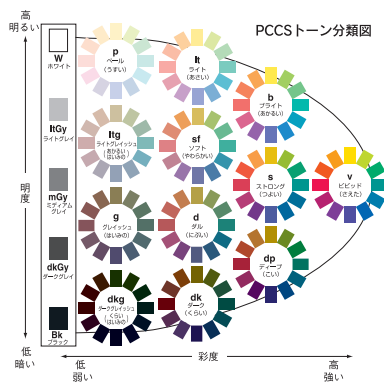 PCCSトーン分類図
高
明るい
明度
低
暗い
W
ホワイト
ltGy
ライトグレイ
mGy
ミディアム
グレイ
dkGy
ダークグレイ
Bk
ブラック
p
ペール
(うすい)
ltg
ライトグレイッシュ
(あかるい
はいみの)
g
グレイッシュ
(はいみの)
dkg
ダークグレイッシュ
(くらい
はいみの)
lt
ライト
(あさい)
sf
ソフト
(やわらかい)
d
ダル
(にぶい)
dk
ダーク
(くらい)
b
ブライト
(あかるい)
s
ストロング
(つよい)
dp
ディープ
(こい)
v
ビビッド
(さえた)
低
弱い
彩度
高
強い